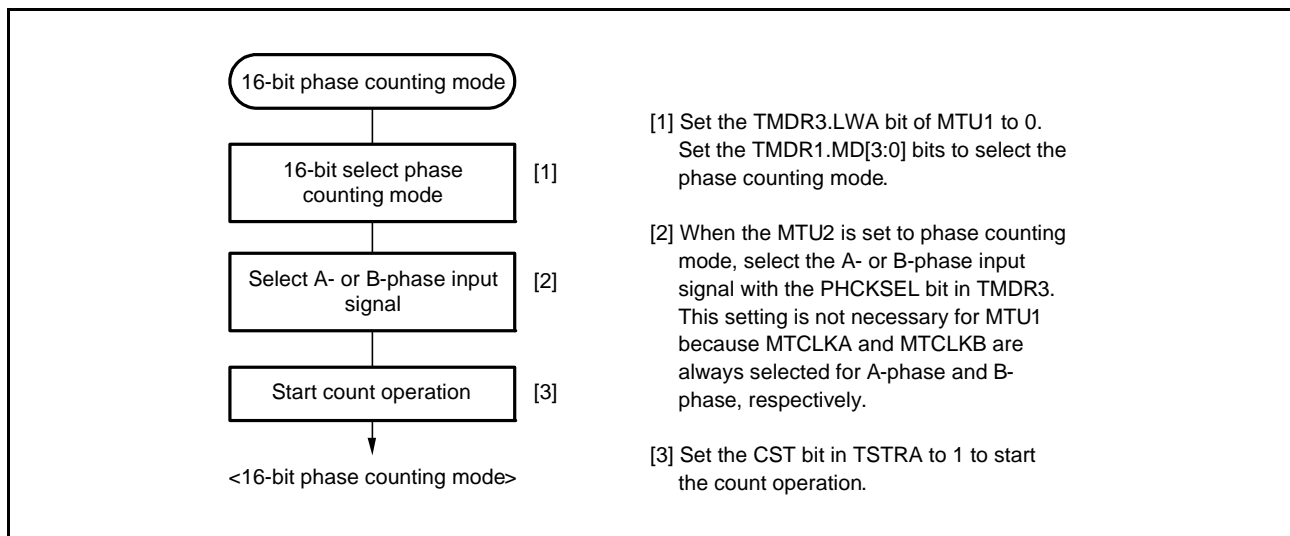 16-bit phase counting mode
16-bit select phase
counting mode
[1]
Select A- or B-phase input
signal
[2]
Start count operation
[3]
<16-bit phase counting mode>
[1] Set the TMDR3.LWA bit of MTU1 to 0.
Set the TMDR1.MD[3:0] bits to select the
phase counting mode.
[2] When the MTU2 is set to phase counting
mode, select the A- or B-phase input
signal with the PHCKSEL bit in TMDR3.
This setting is not necessary for MTU1
because MTCLKA and MTCLKB are
always selected for A-phase and B-
phase, respectively.
[3] Set the CST bit in TSTRA to 1 to start
the count operation.